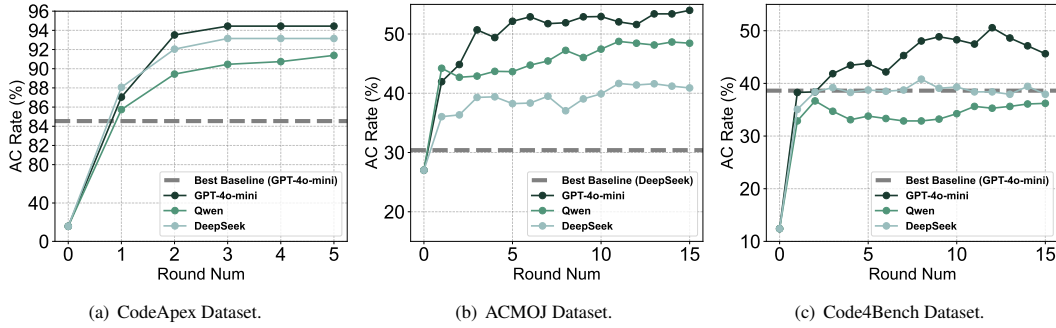 96
94
92
90
88
86
84
82
80
40
0
AC Rate (%)
Best Baseline (GPT-4o-mini)
GPT-4o-mini
Qwen
DeepSeek
0 1 2 3 4 5
Round Num
(a) CodeApex Dataset.
50
40
30
20
AC Rate (%)
Best Baseline (DeepSeek)
GPT-4o-mini
Qwen
DeepSeek
0 5 10 15
Round Num
(b) ACMOJ Dataset.
50
40
30
20
10
AC Rate (%)
Best Baseline (GPT-4o-mini)
GPT-4o-mini
Qwen
DeepSeek
0 5 10 15
Round Num
(c) Code4Bench Dataset.